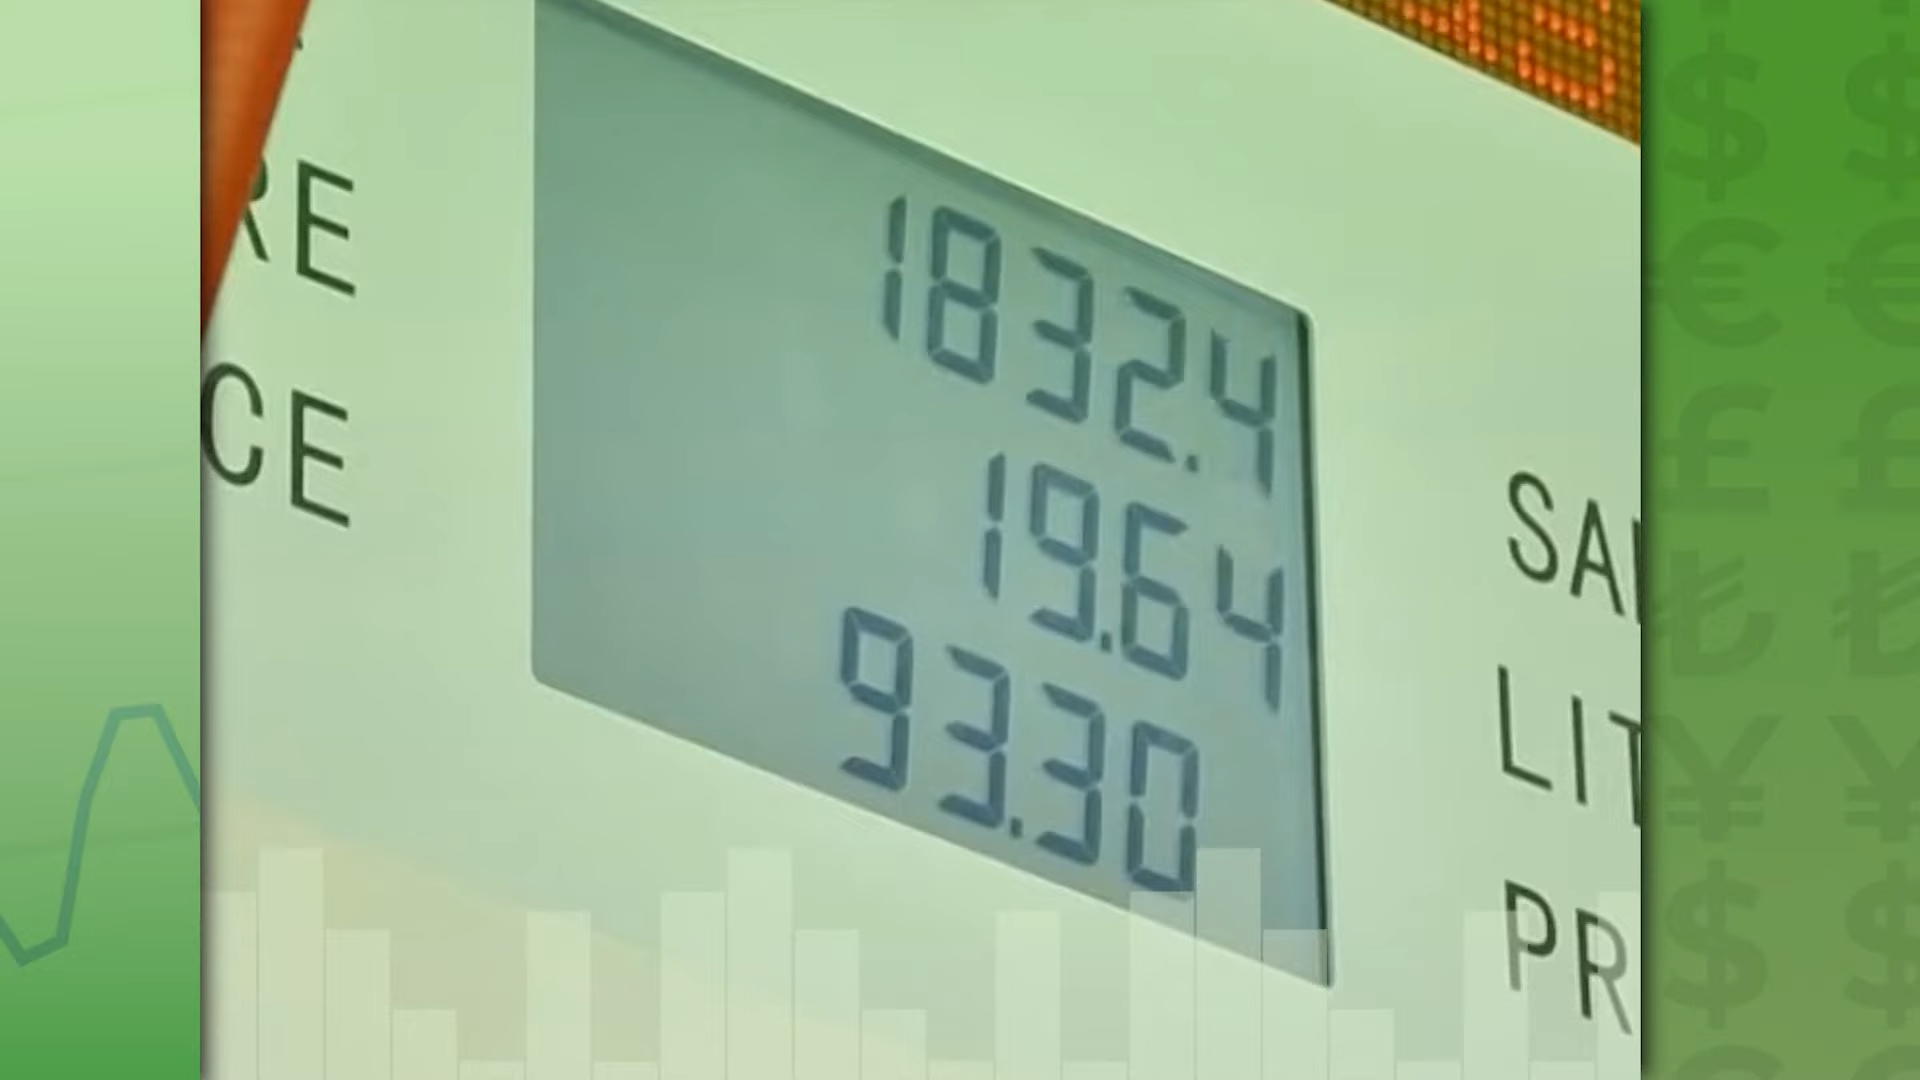 RE
CE
1832.4
19.64
93.30
SA
LIT
PR
$ $
€ €
£ £
₺ ₺
¥ ¥
$ $